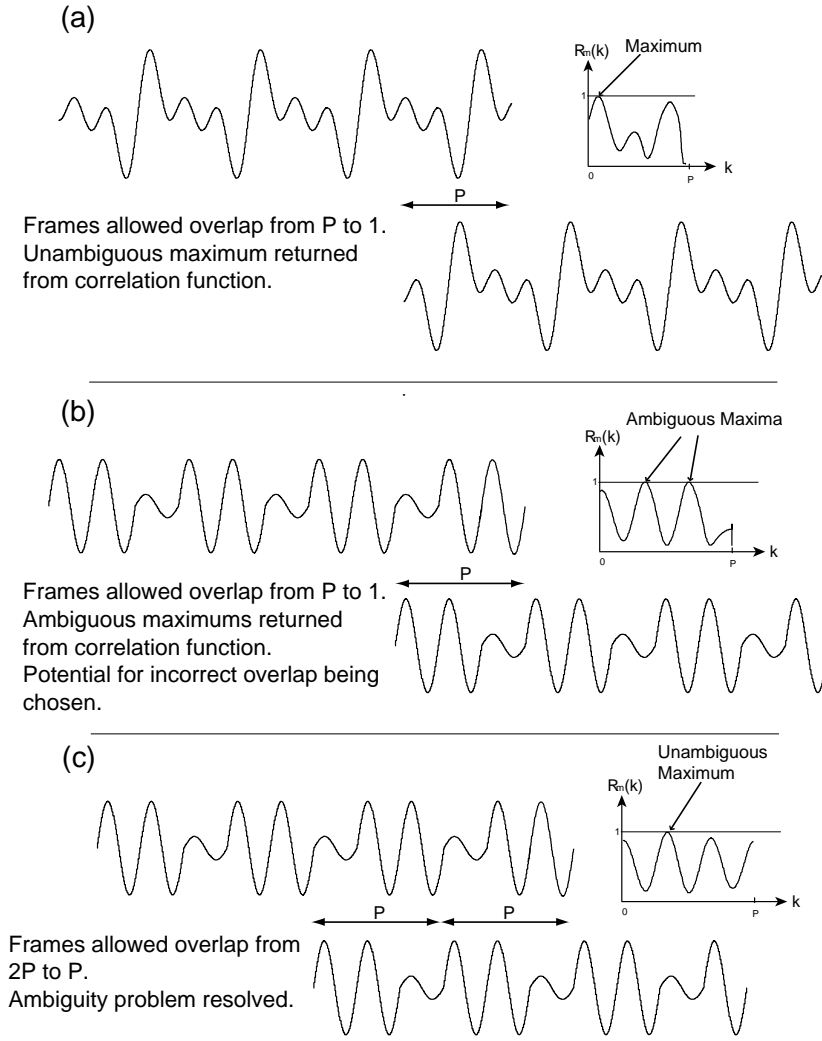 (a)
Rm(k)
Maximum
1
0
P
k
P
Frames allowed overlap from P to 1.
Unambiguous maximum returned
from correlation function.
(b)
Rm(k)
Ambiguous Maxima
1
0
P
k
P
Frames allowed overlap from P to 1.
Ambiguous maximums returned
from correlation function.
Potential for incorrect overlap being
chosen.
(c)
Unambiguous
Maximum
Rm(k)
1
0
P
k
P
P
Frames allowed overlap from
2P to P.
Ambiguity problem resolved.